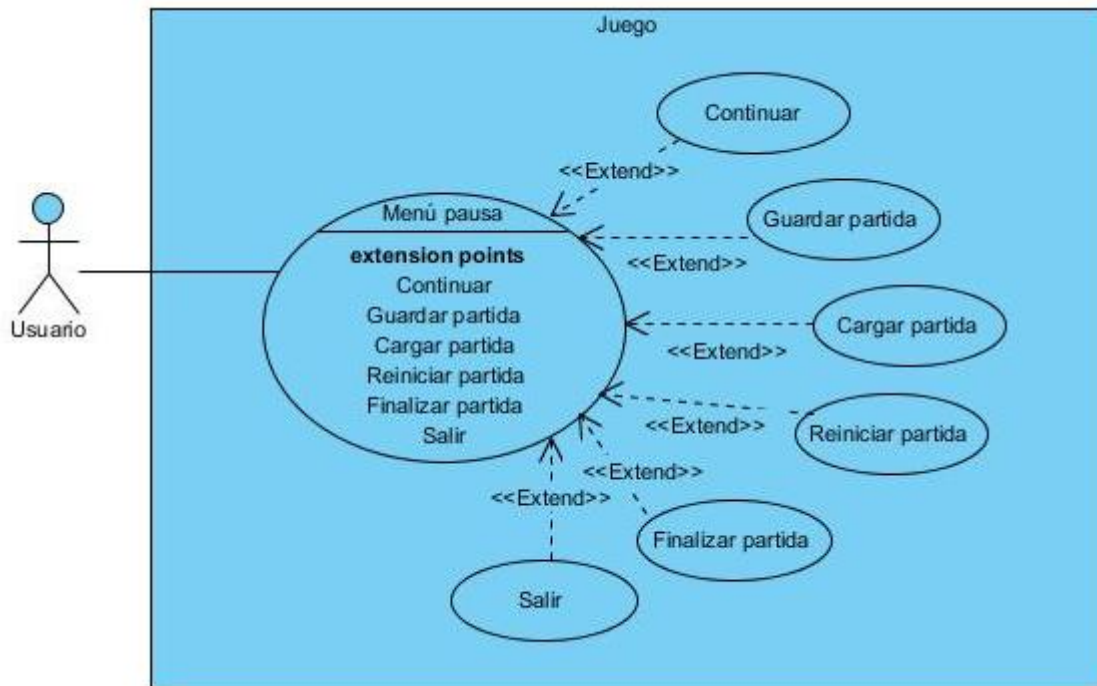 Juego
Continuar
<<Extend>>
Menú pausa
Guardar partida
<<Extend>>
extension points
Continuar
Guardar partida
Cargar partida
Reiniciar partida
Finalizar partida
Salir
Usuario
Cargar partida
<<Extend>>
<<Extend>>
Reiniciar partida
<<Extend>>
<<Extend>>
Finalizar partida
Salir